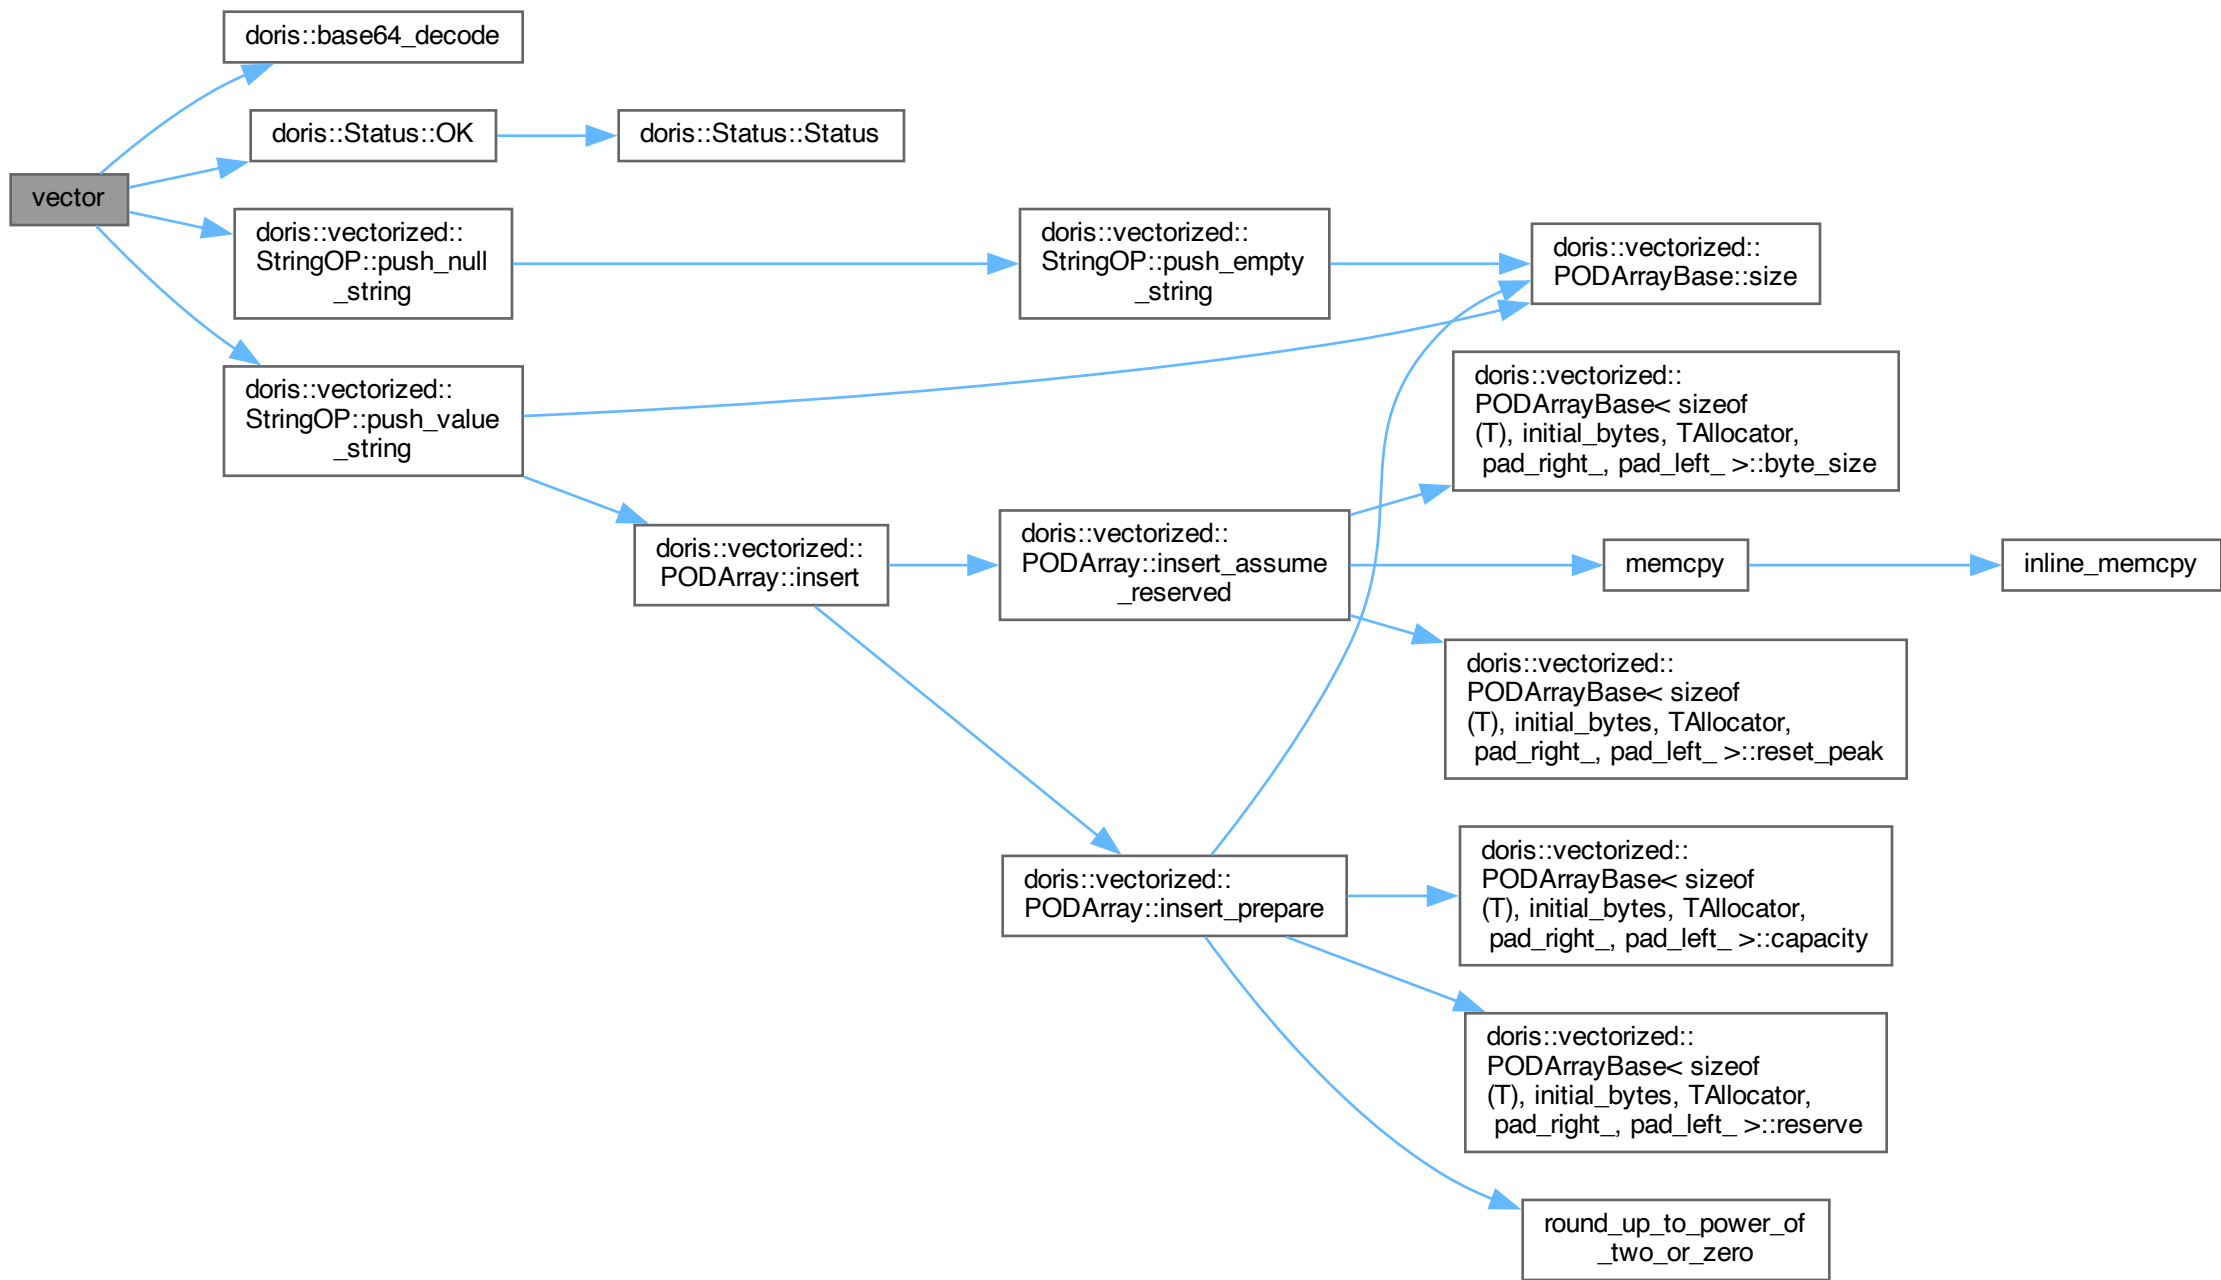 doris::base64_decode
doris::Status::OK
doris::Status::Status
vector
doris::vectorized::
StringOP::push_null
_string
doris::vectorized::
StringOP::push_empty
_string
doris::vectorized::
PODArrayBase::size
doris::vectorized::
StringOP::push_value
_string
doris::vectorized::
PODArrayBase< sizeof
(T), initial_bytes, TAllocator,
pad_right_, pad_left_ >::byte_size
doris::vectorized::
PODArray::insert
doris::vectorized::
PODArray::insert_assume
_reserved
memcpy
inline_memcpy
doris::vectorized::
PODArrayBase< sizeof
(T), initial_bytes, TAllocator,
pad_right_, pad_left_ >::reset_peak
doris::vectorized::
PODArray::insert_prepare
doris::vectorized::
PODArrayBase< sizeof
(T), initial_bytes, TAllocator,
pad_right_, pad_left_ >::capacity
doris::vectorized::
PODArrayBase< sizeof
(T), initial_bytes, TAllocator,
pad_right_, pad_left_ >::reserve
round_up_to_power_of
_two_or_zero